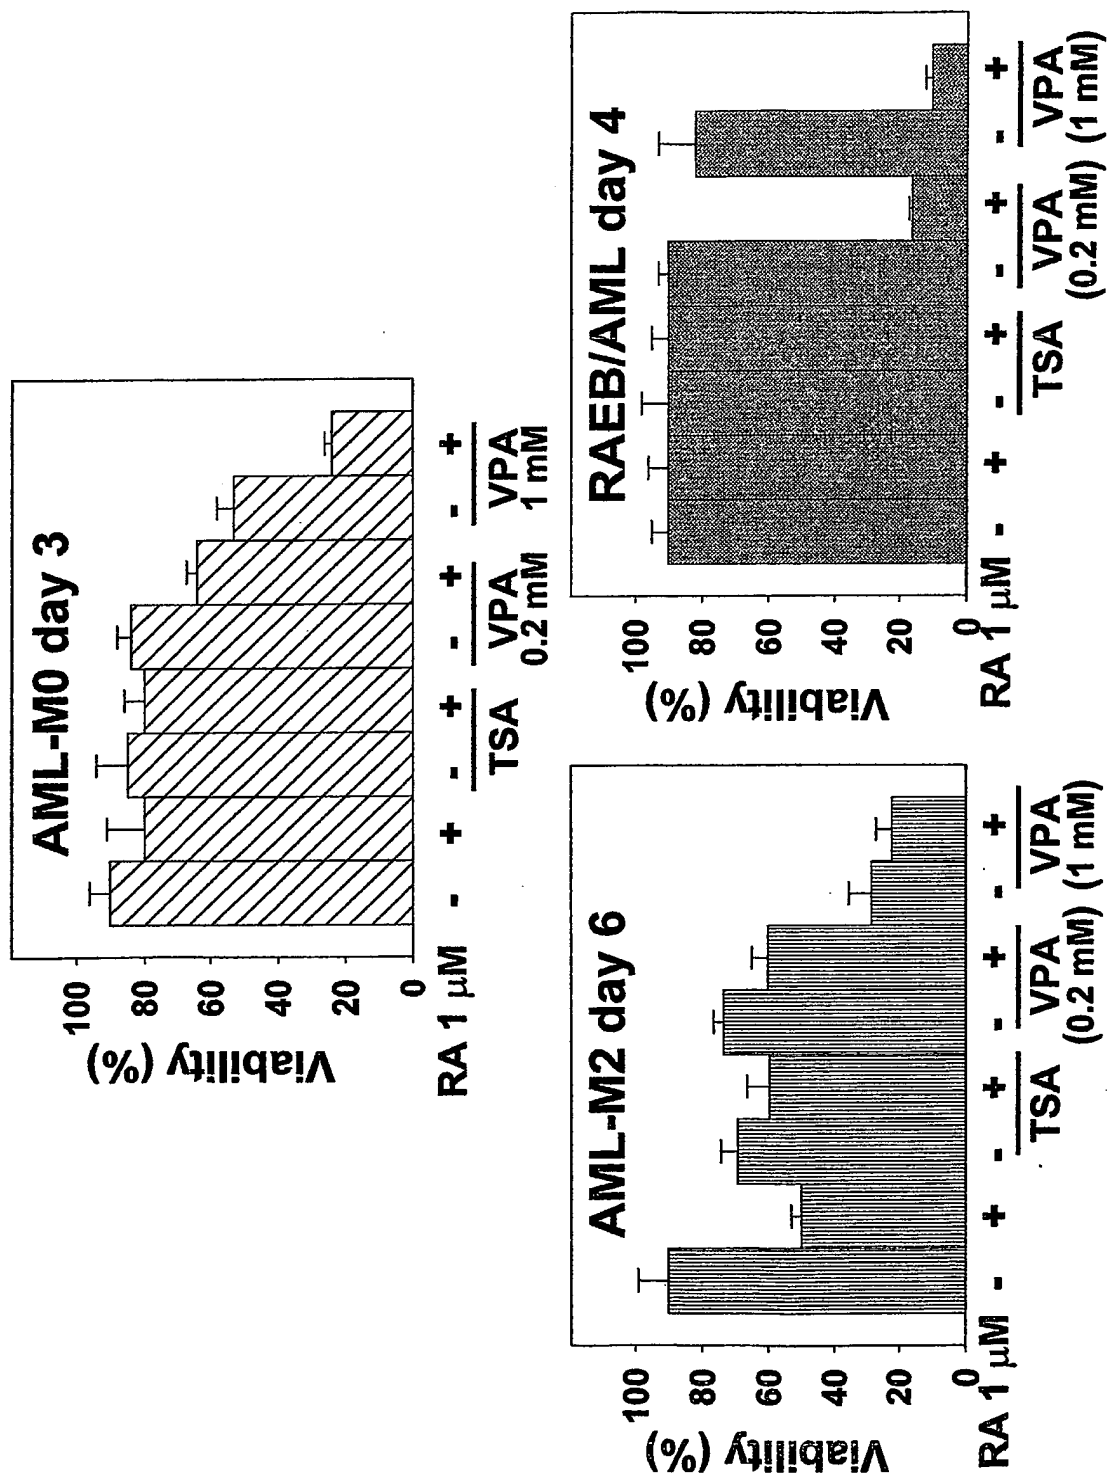 AML-M0 day 3
Viability (%)
100
80
60
40
20
0
RA 1 μM - + - + - + - +
TSA VPA VPA
0.2 mM 1 mM
AML-M2 day 6
Viability (%)
100
80
60
40
20
0
RA 1 μM - + - + - + - +
TSA VPA VPA
(0.2 mM) (1 mM)
RAEB/AML day 4
Viability (%)
100
80
60
40
20
0
RA 1 μM - + - + - + - +
TSA VPA VPA
(0.2 mM) (1 mM)